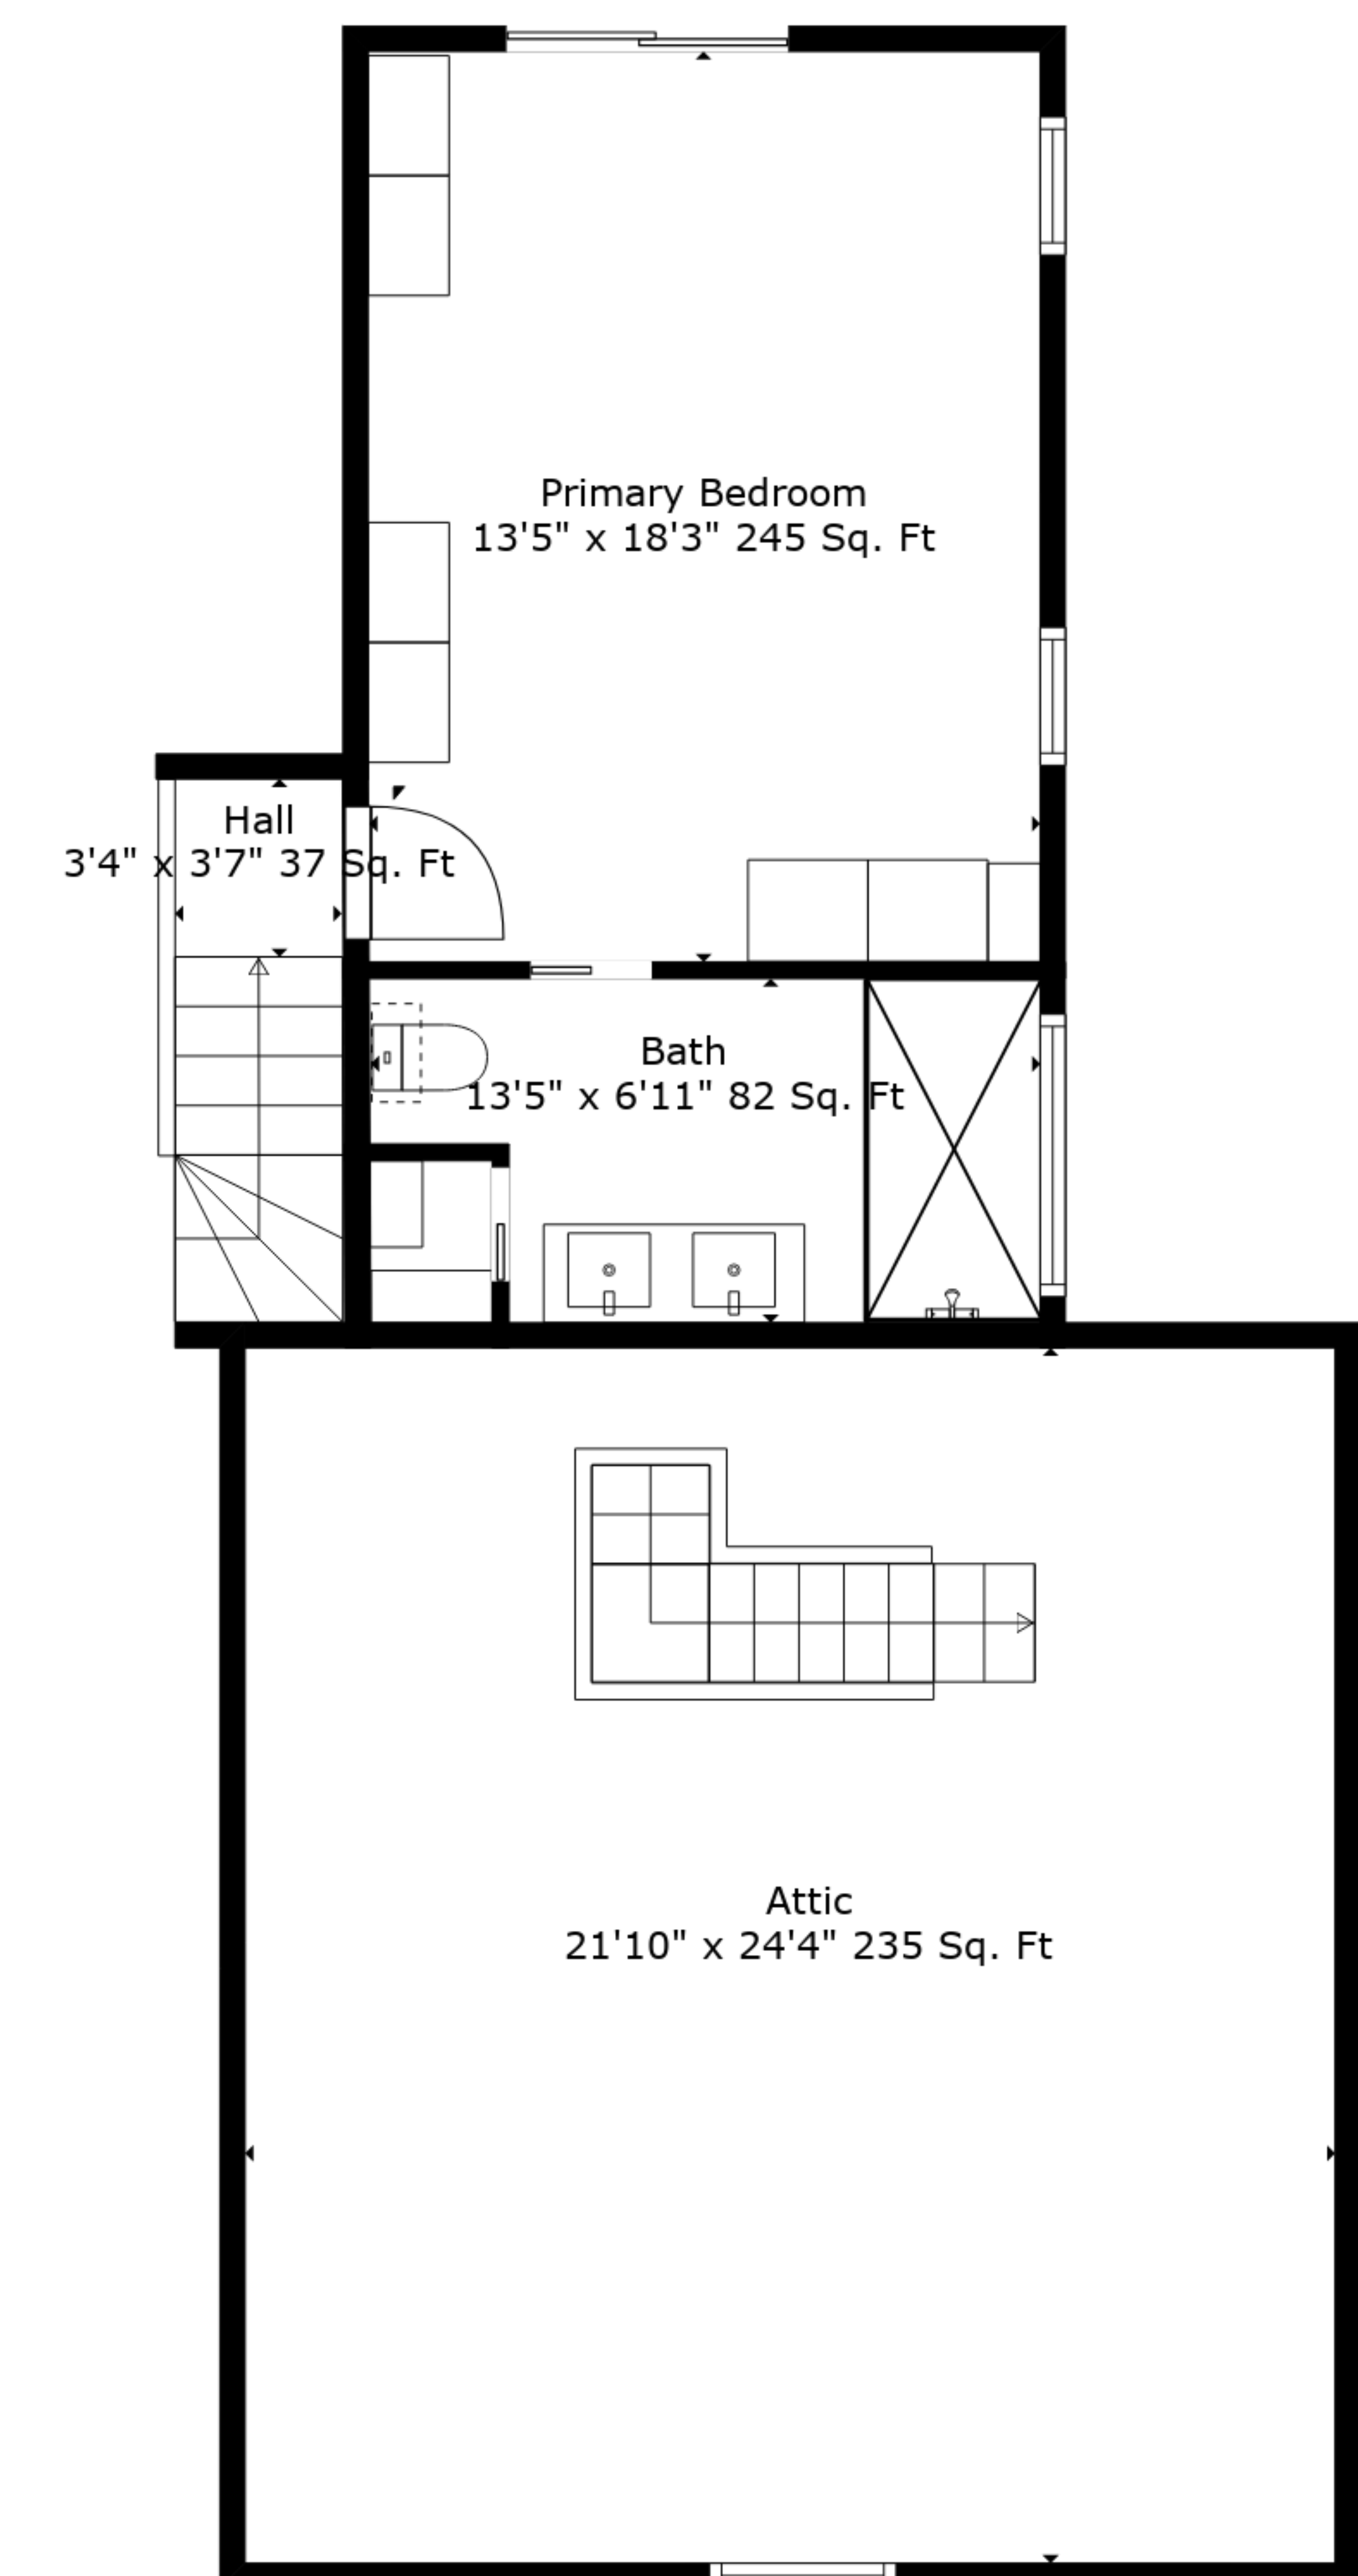 Primary Bedroom
13'5" x 18'3" 245 Sq. Ft
Hall
3'4" x 3'7" 37 Sq. Ft
Bath
13'5" x 6'11" 82 Sq. Ft
Attic
21'10" x 24'4" 235 Sq. Ft